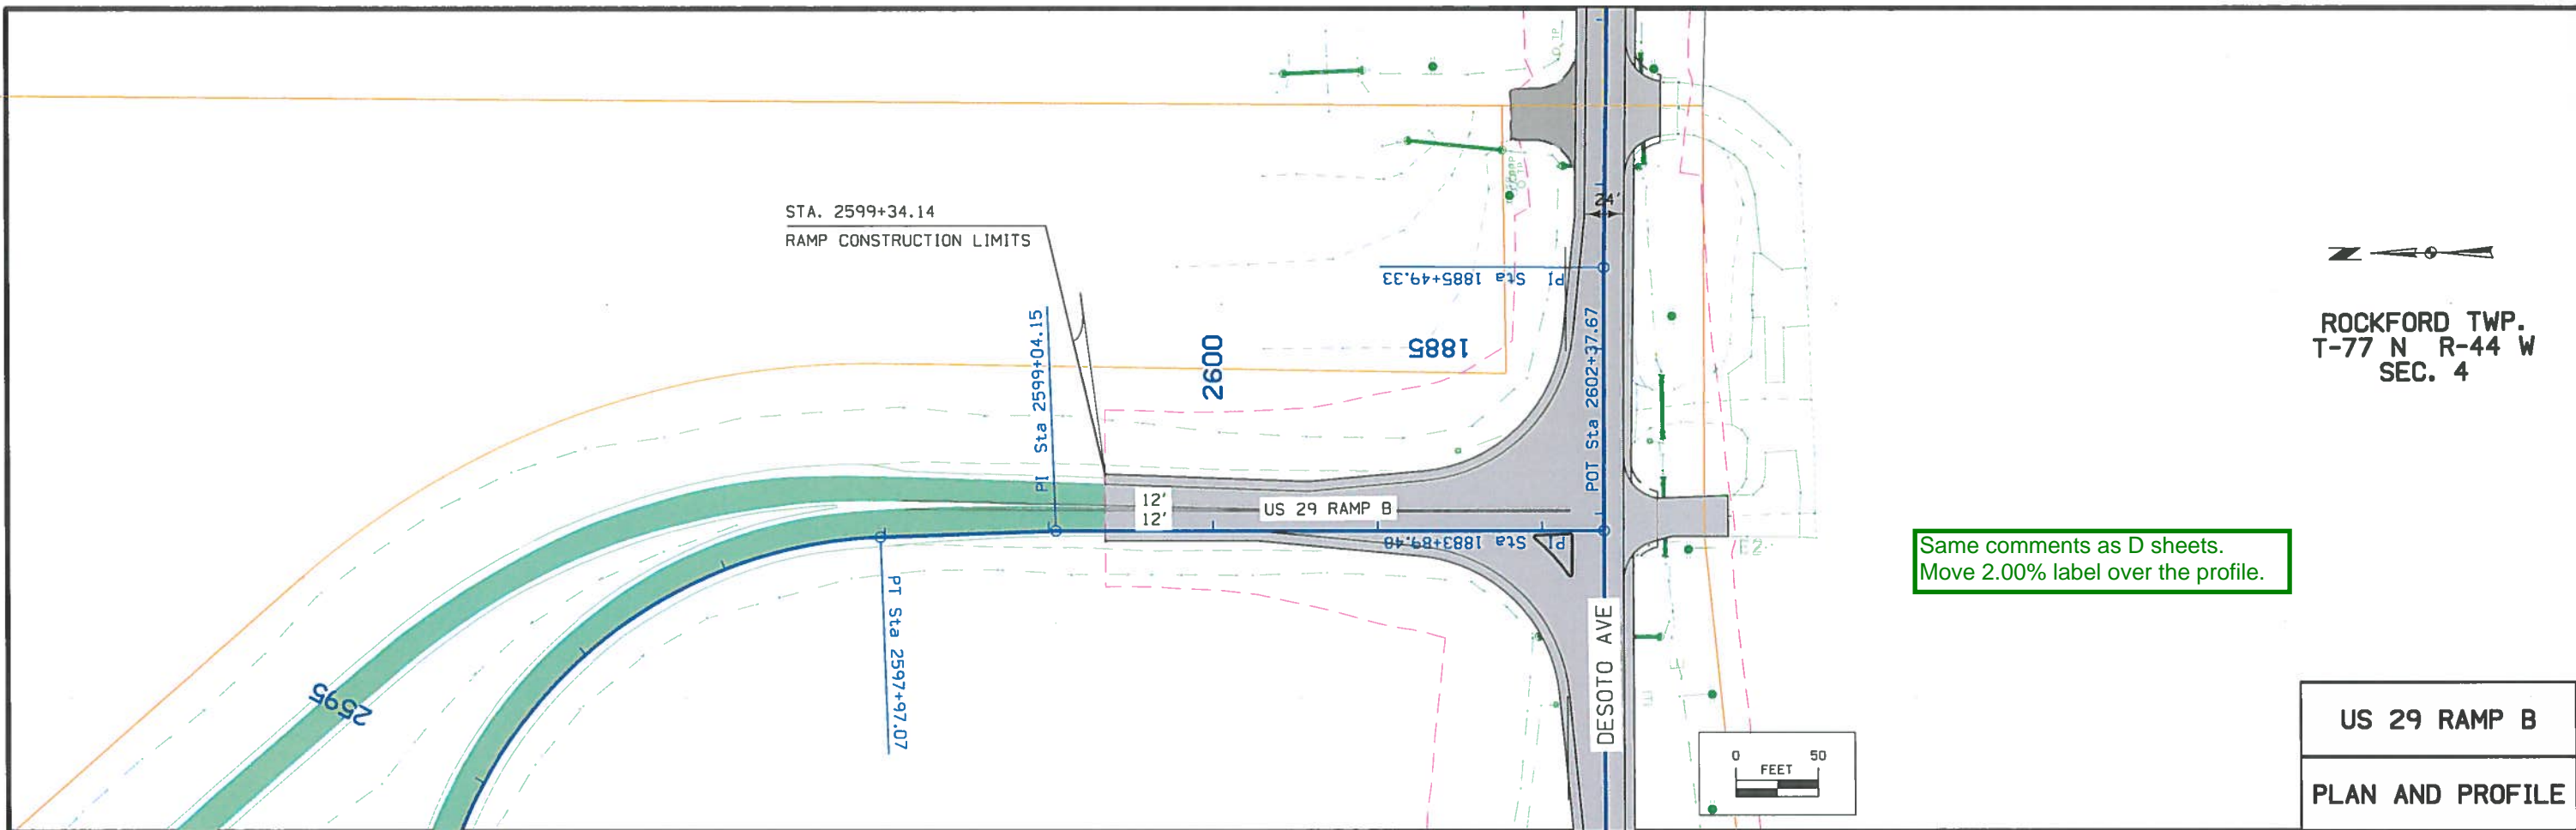 STA. 2599+34.14
RAMP CONSTRUCTION LIMITS
PI Sta 2599+04.15
2600
PI Sta 1885+49.33
1885
24'
POT Sta 2602+37.67
12'
12'
US 29 RAMP B
PI Sta 1883+89.48
PT Sta 2597+97.07
2595
DESOTO AVE
0 50
FEET
N
ROCKFORD TWP.
T-77 N R-44 W
SEC. 4
Same comments as D sheets.
Move 2.00% label over the profile.
US 29 RAMP B
PLAN AND PROFILE